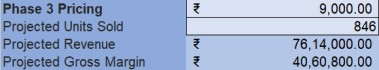 Phase 3 Pricing ₹ 9,000.00
Projected Units Sold 846
Projected Revenue ₹ 76,14,000.00
Projected Gross Margin ₹ 40,60,800.00